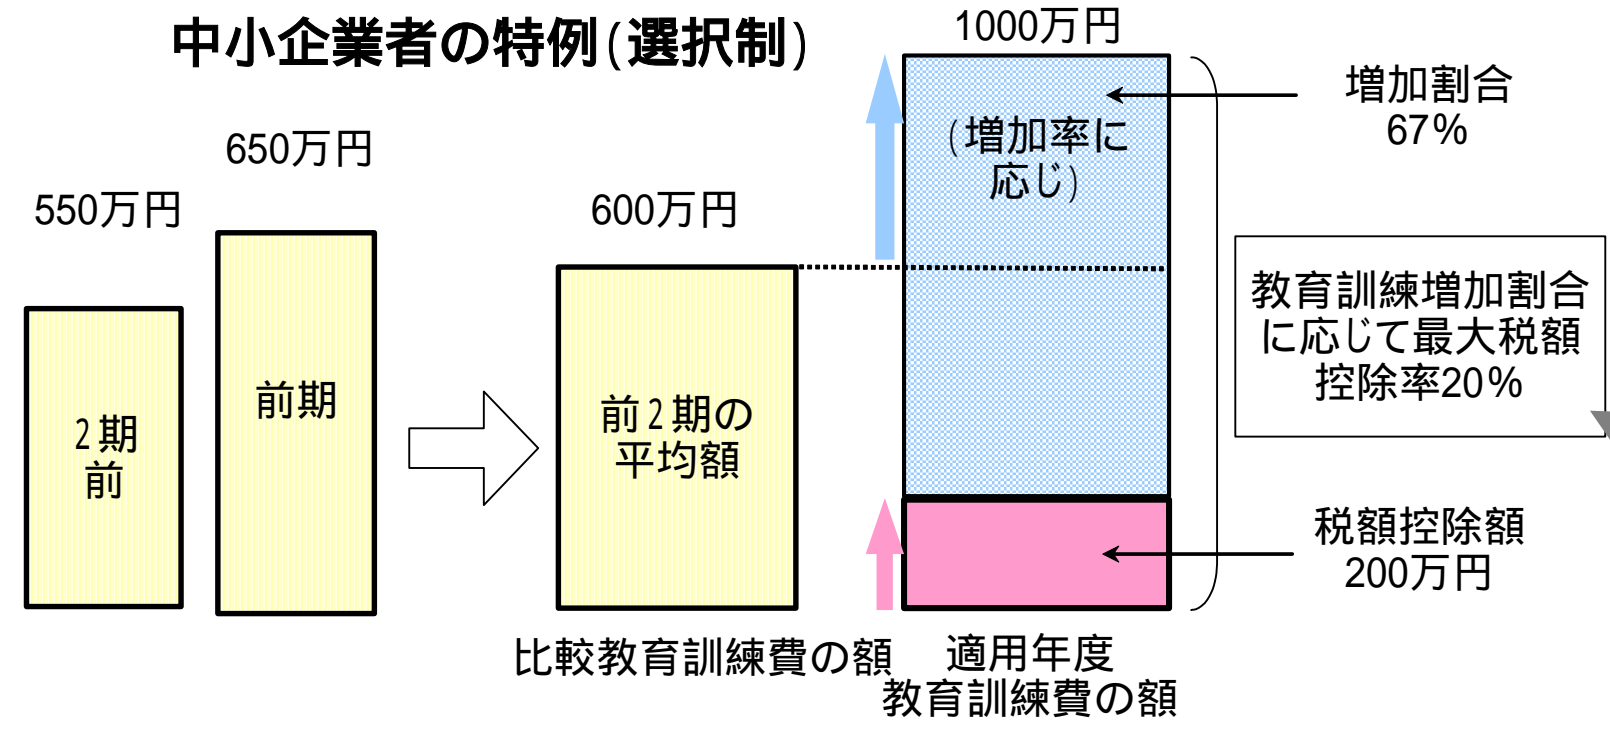 中小企業者の特例(選択制)
1000万円
増加割合
67%
(増加率に
応じ)
650万円
550万円
600万円
教育訓練増加割合
に応じて最大税額
控除率20%
2期
前
前期
前2期の
平均額
税額控除額
200万円
比較教育訓練費の額
適用年度
教育訓練費の額